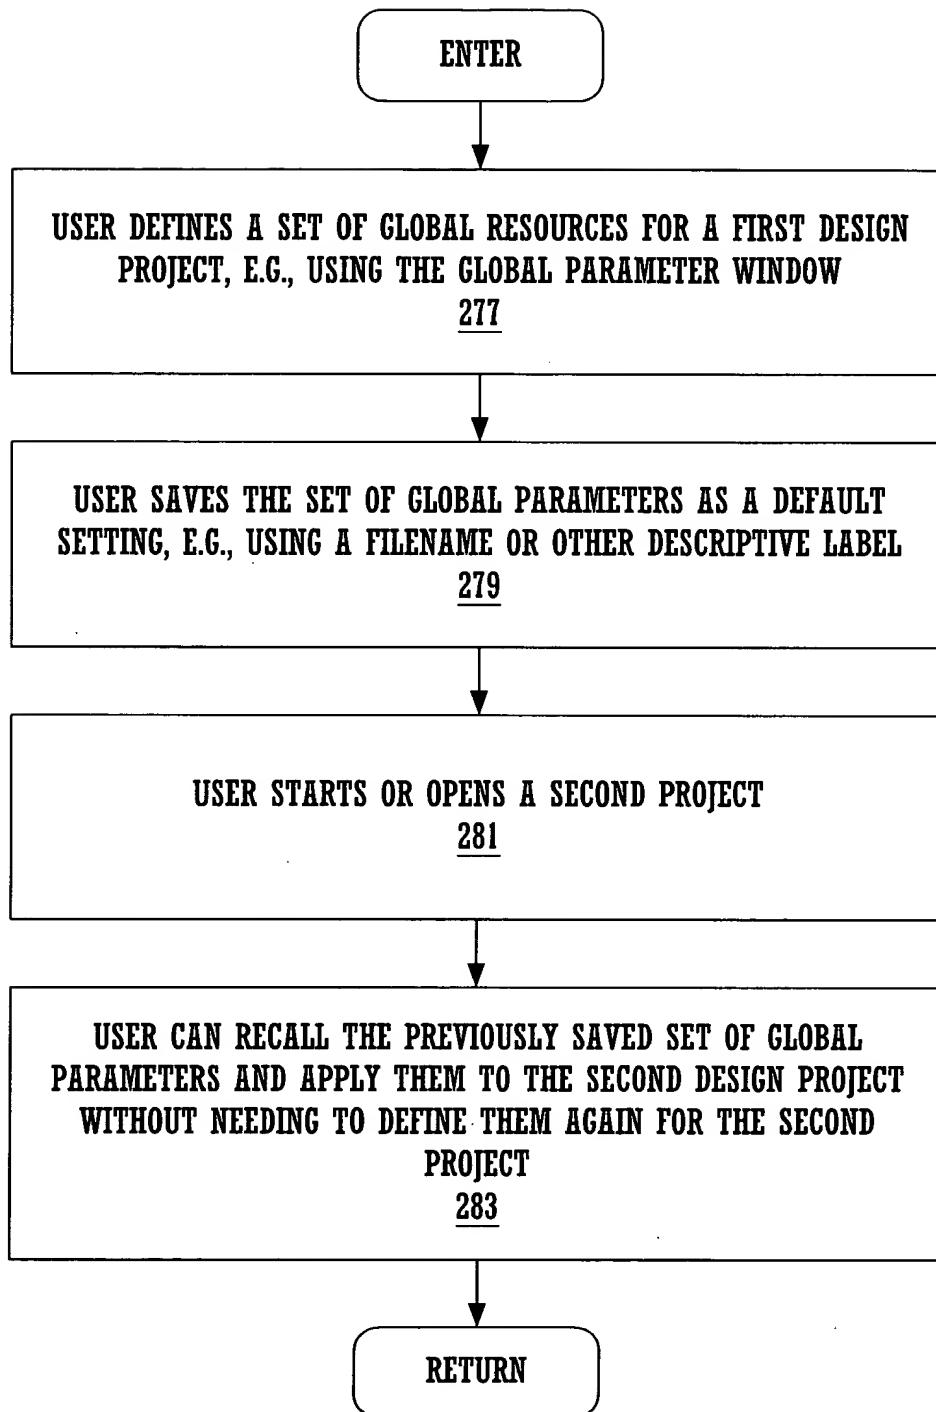 ENTER
USER DEFINES A SET OF GLOBAL RESOURCES FOR A FIRST DESIGN
PROJECT, E.G., USING THE GLOBAL PARAMETER WINDOW
277
USER SAVES THE SET OF GLOBAL PARAMETERS AS A DEFAULT
SETTING, E.G., USING A FILENAME OR OTHER DESCRIPTIVE LABEL
279
USER STARTS OR OPENS A SECOND PROJECT
281
USER CAN RECALL THE PREVIOUSLY SAVED SET OF GLOBAL
PARAMETERS AND APPLY THEM TO THE SECOND DESIGN PROJECT
WITHOUT NEEDING TO DEFINE THEM AGAIN FOR THE SECOND
PROJECT
283
RETURN